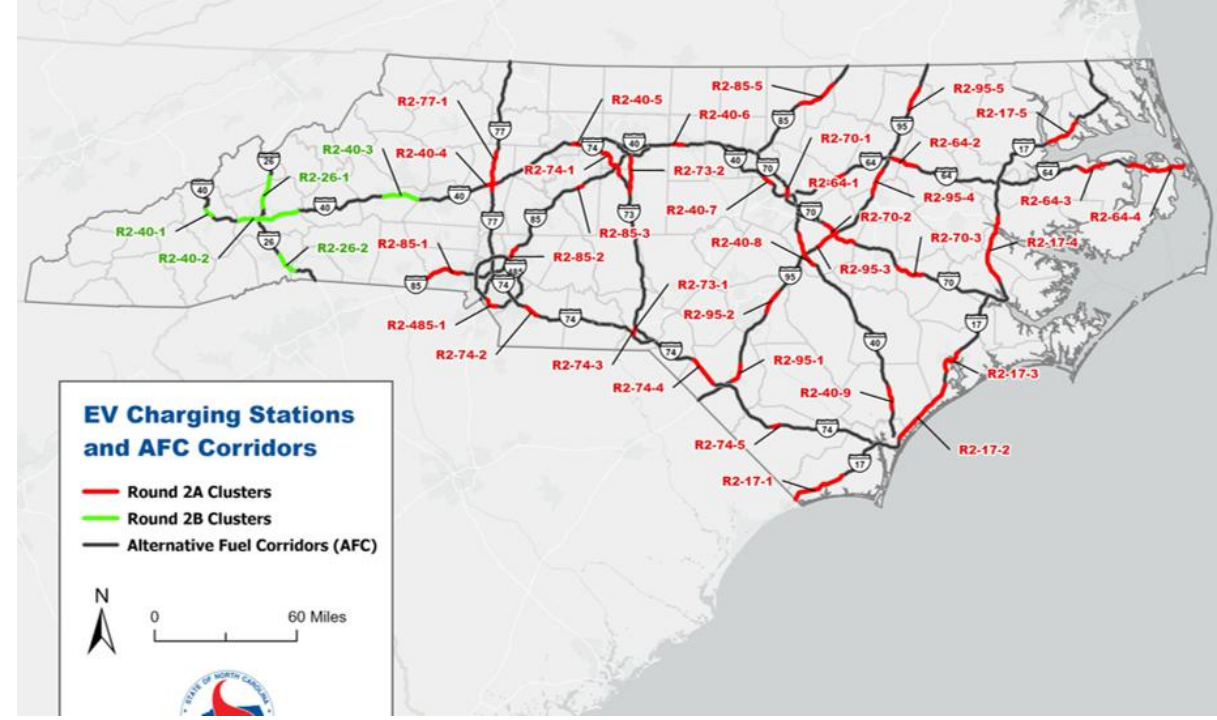 R2-85-5
R2-95-5
R2-77-1
R2-40-5
R2-40-6
R2-17-5
85
95
77
R2-70-1
R2-64-2
R2-40-3
R2-40-4
74
40
17
26
40
70
64
R2-26-1
R2-74-1
R2-73-2
R2-64-1
64
64
40
40
R2-95-4
R2-64-3
40
R2-40-7
70
R2-70-2
R2-64-4
R2-40-1
77
85
73
R2-85-3
R2-70-3
R2-17-4
26
R2-26-2
R2-85-1
R2-40-8
R2-40-2
R2-85-2
R2-95-3
485
95
85
74
R2-73-1
70
R2-95-2
R2-485-1
74
17
R2-74-2
40
R2-74-3
74
R2-95-1
R2-17-3
R2-74-4
R2-40-9
74
R2-74-5
R2-17-2
17
R2-17-1
EV Charging Stations
and AFC Corridors
Round 2A Clusters
Round 2B Clusters
Alternative Fuel Corridors (AFC)
N
0 60 Miles
STATE OF NORTH CAROLINA